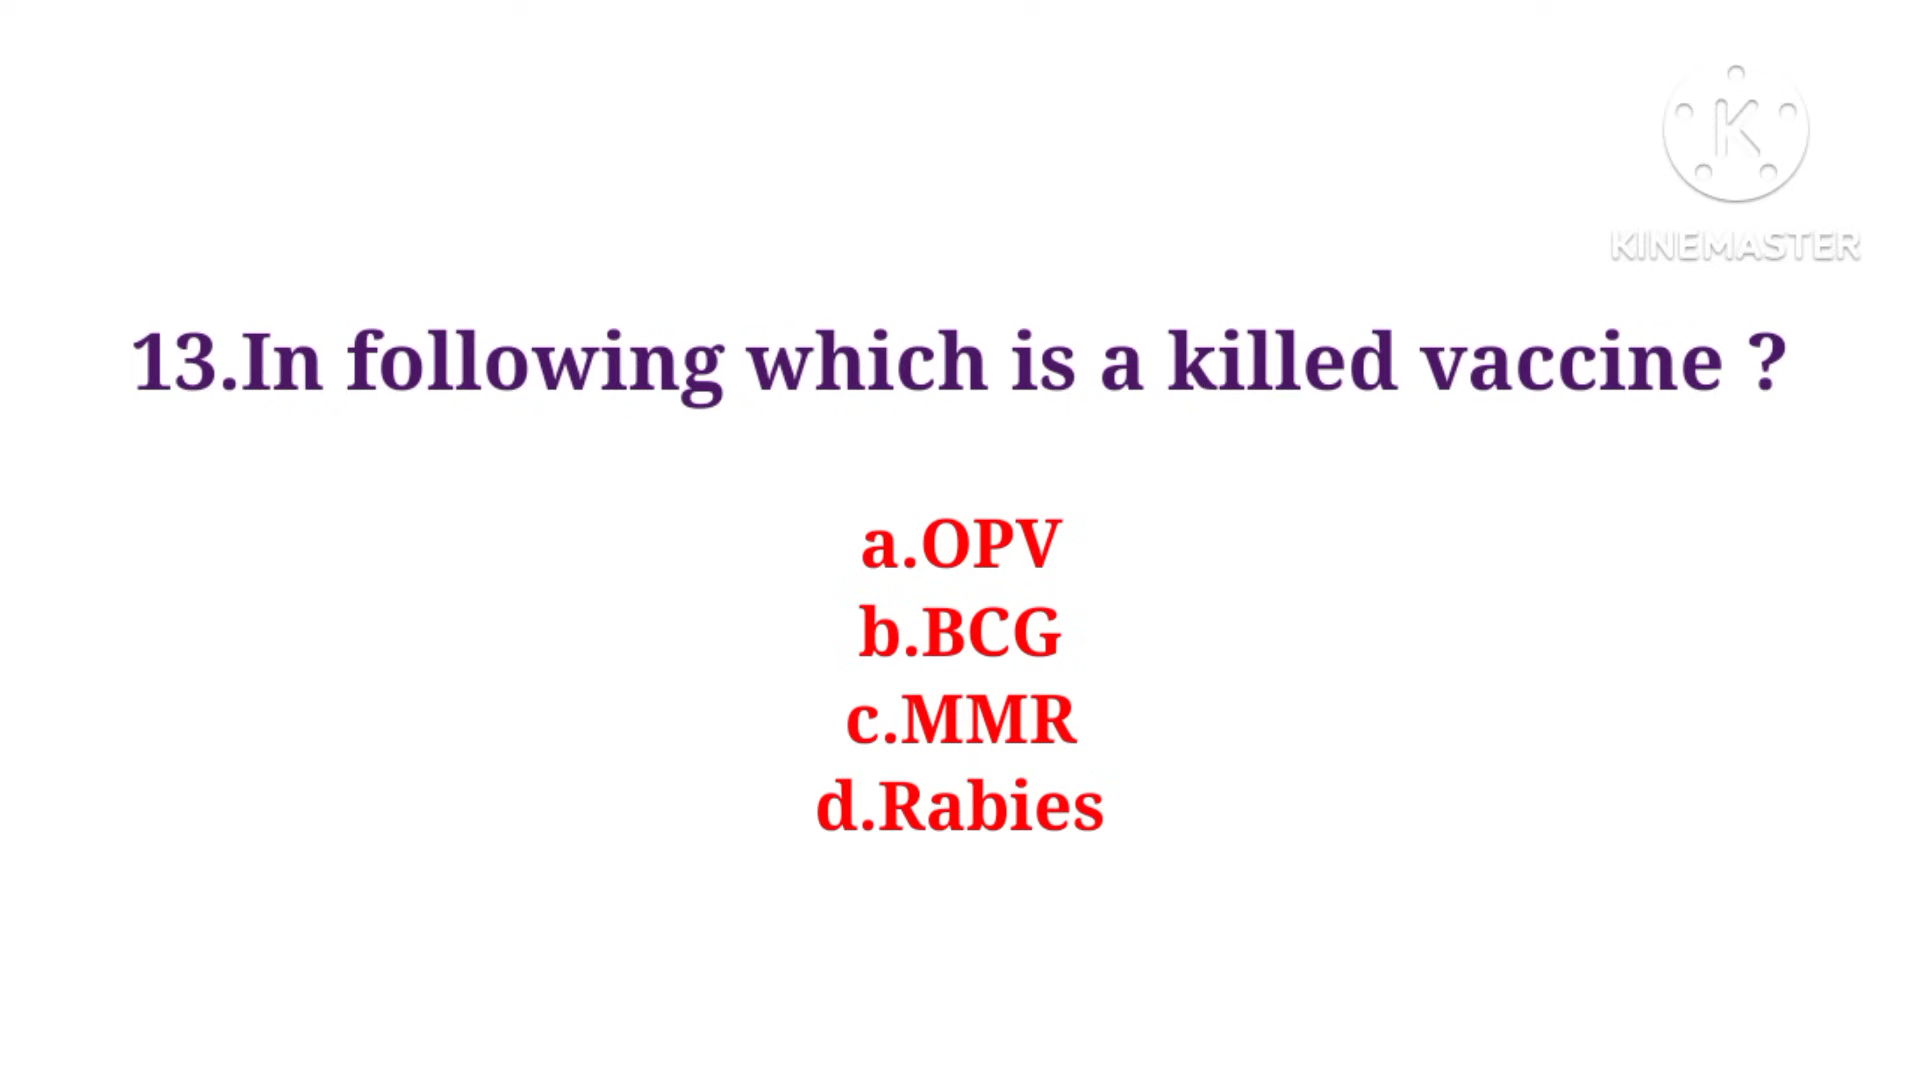 K
KINEMASTER
13.In following which is a killed vaccine ?
a.OPV
b.BCG
c.MMR
d.Rabies